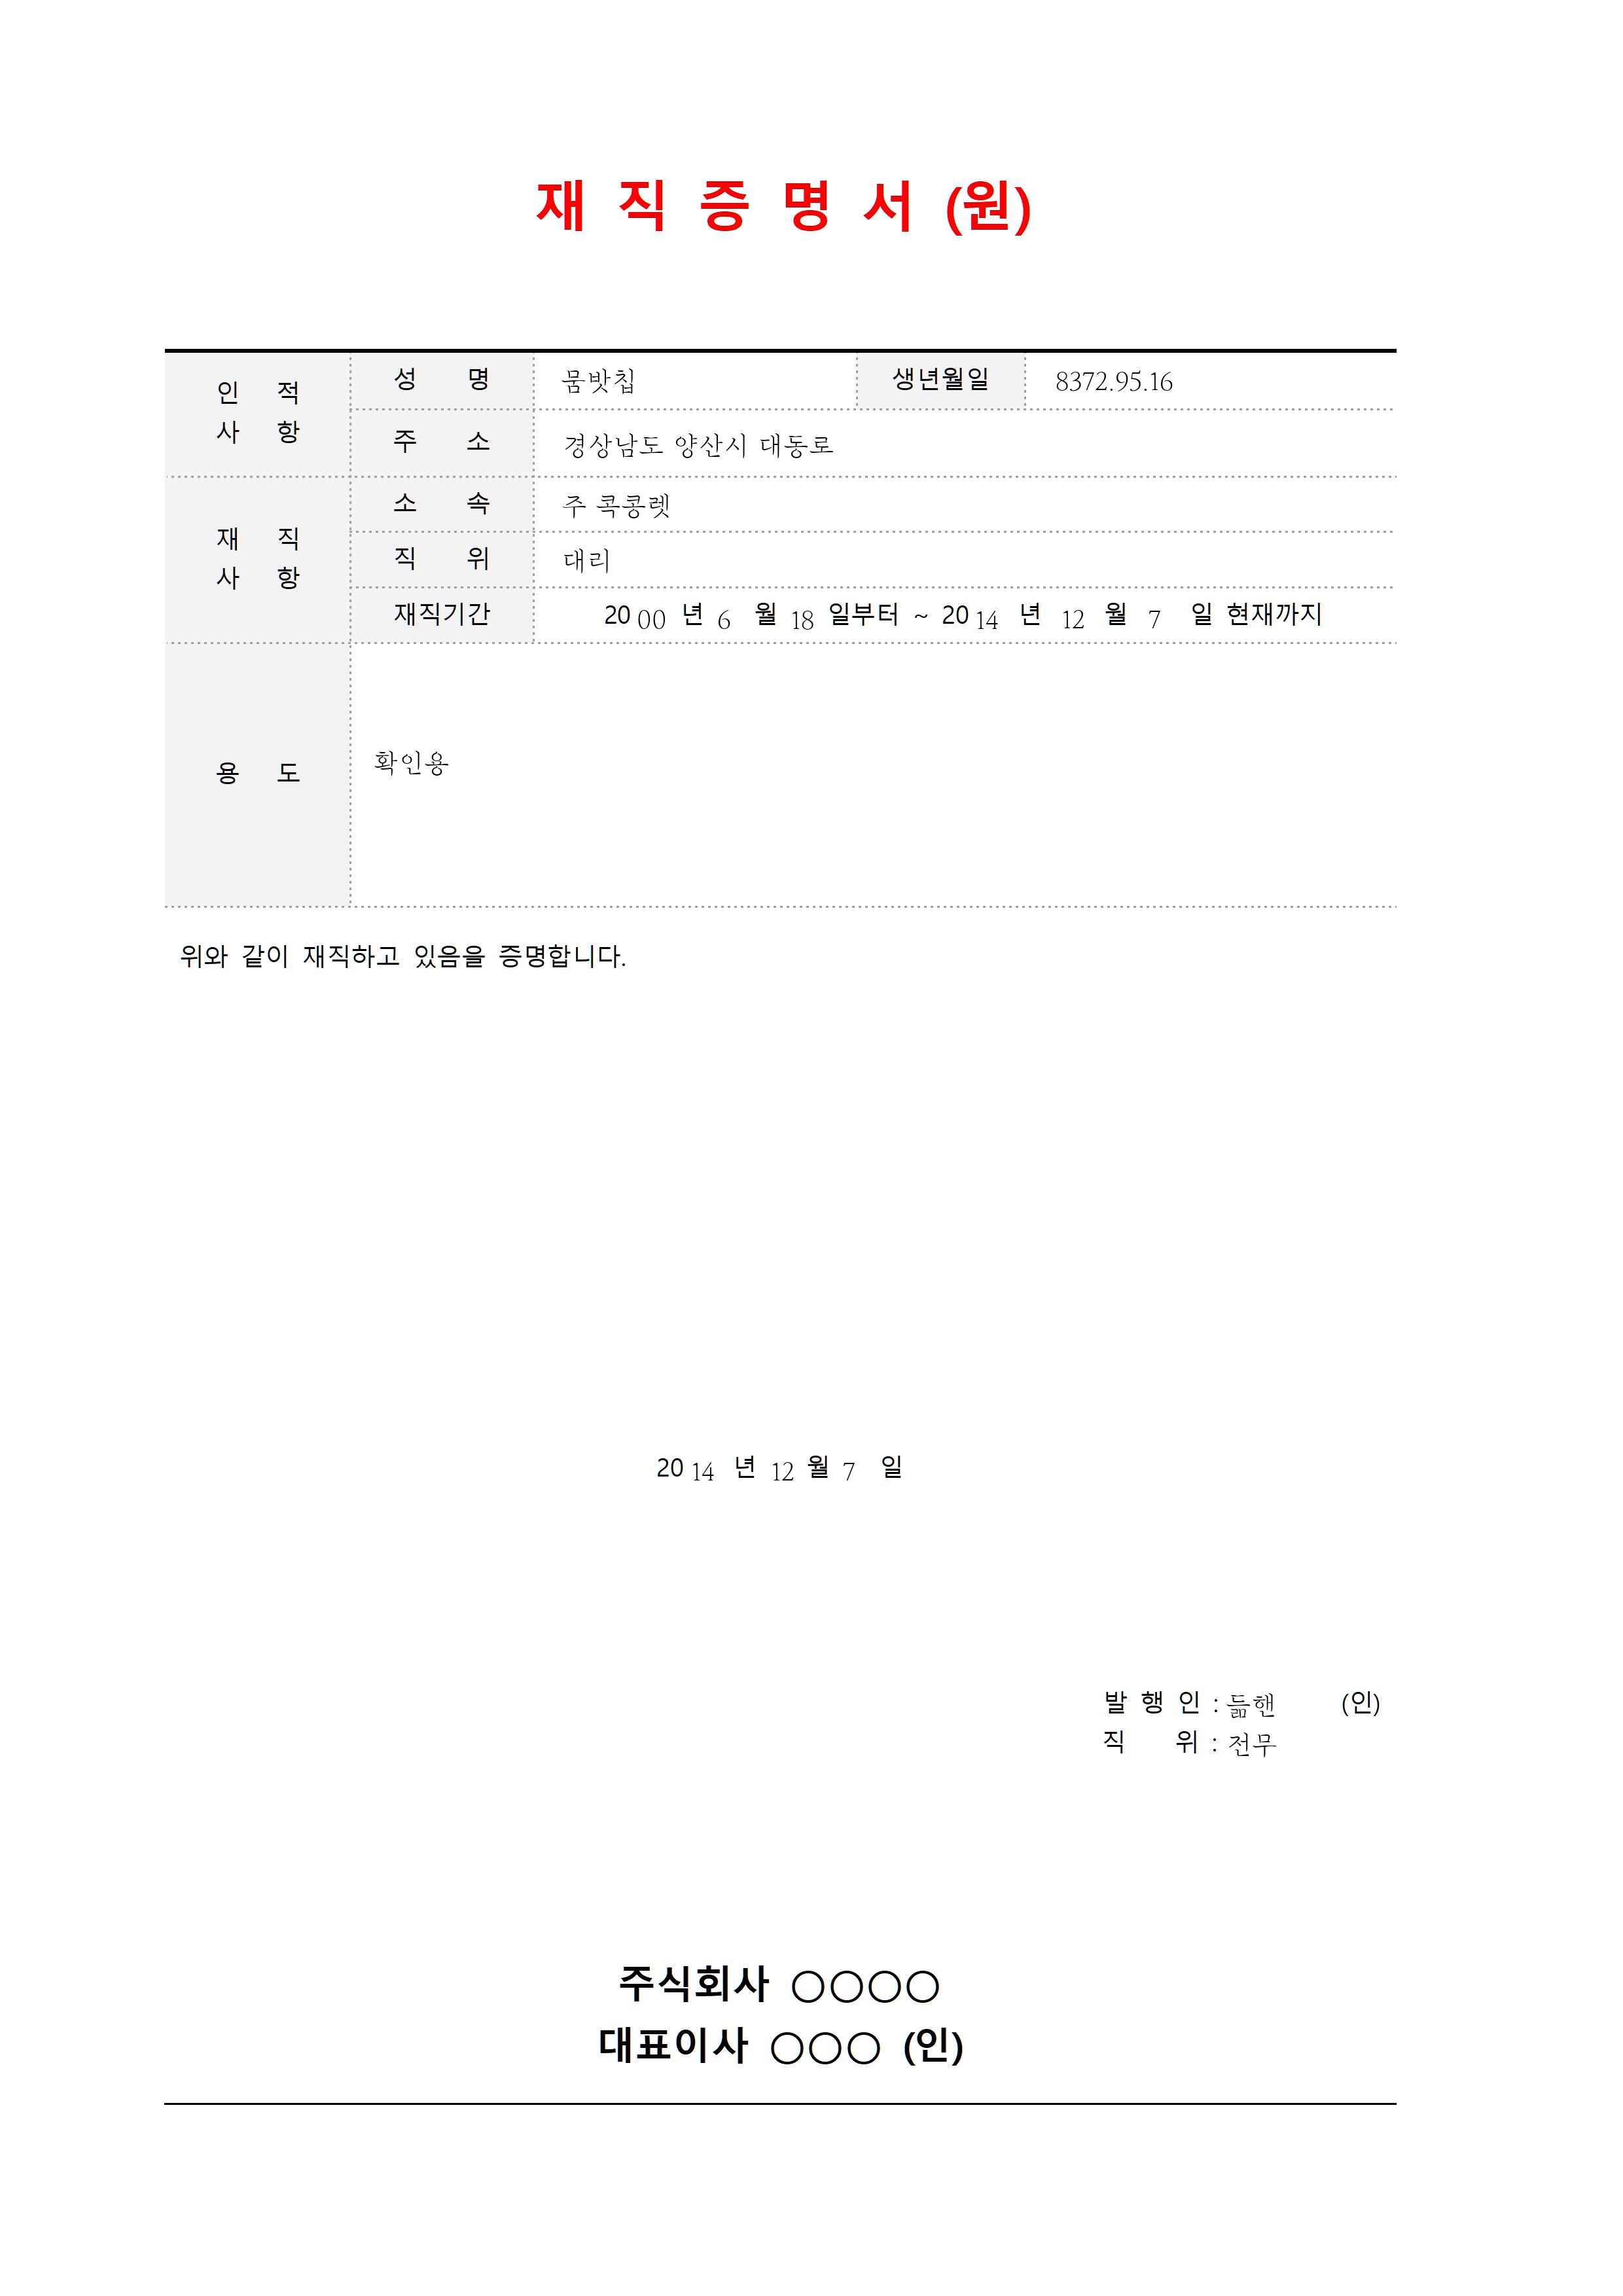 재 직 증 명 서 (원)
인 적 사 항 성 명 뭄밧칩 생년월일 8372.95.16
주 소 경상남도 양산시 대동로
재 직 사 항 소 속 주 콕콩렛
직 위 대리
재직기간 20 00 년 6 월 18 일부터 ~ 20 14 년 12 월 7 일 현재까지
용 도 확인용
위와 같이 재직하고 있음을 증명합니다.
20 14 년 12 월 7 일
발 행 인 : 듦핸 (인)
직 위 : 전무
주식회사 ○○○○
대표이사 ○○○ (인)